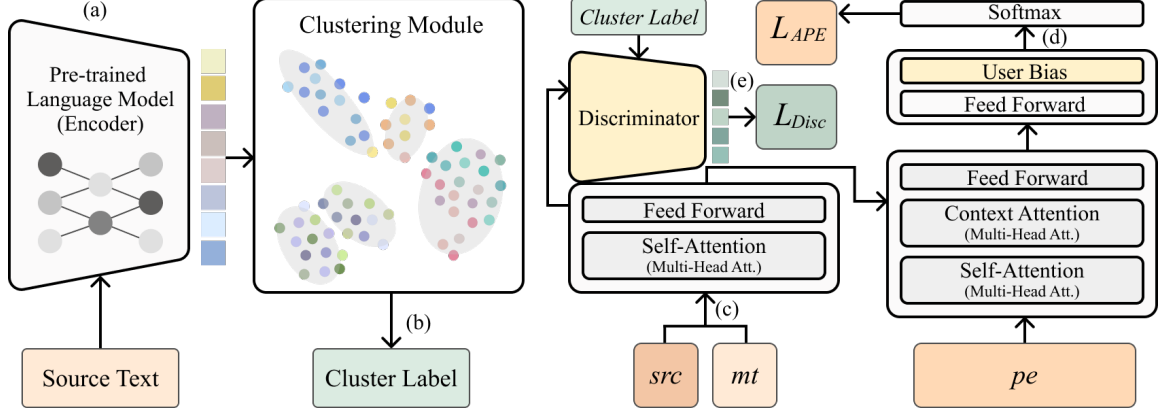 (a)
Pre-trained
Language Model
(Encoder)
Source Text
Clustering Module
(b)
Cluster Label
Cluster Label
Discriminator
(e)
L_Disc
L_APE
Feed Forward
Self-Attention
(Multi-Head Att.)
(c)
src
mt
Softmax
(d)
User Bias
Feed Forward
Feed Forward
Context Attention
(Multi-Head Att.)
Self-Attention
(Multi-Head Att.)
pe